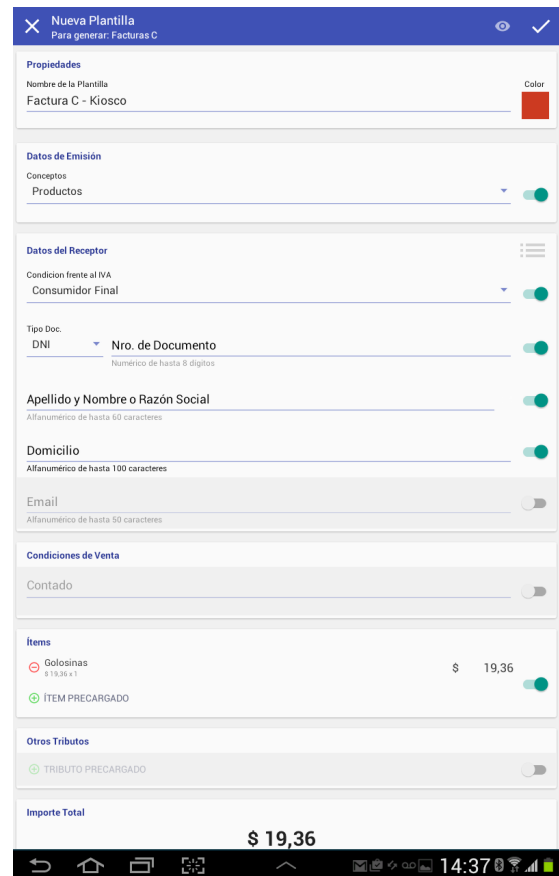 Nueva Plantilla
Para generar: Facturas C
Propiedades
Nombre de la Plantilla
Color
Factura C - Kiosco
Datos de Emisión
Conceptos
Productos
Datos del Receptor
Condicion frente al IVA
Consumidor Final
Tipo Doc.
DNI
Nro. de Documento
Numérico de hasta 8 dígitos
Apellido y Nombre o Razón Social
Alfanumérico de hasta 60 caracteres
Domicilio
Alfanumérico de hasta 100 caracteres
Email
Alfanumérico de hasta 50 caracteres
Condiciones de Venta
Contado
Ítems
Golosinas
$ 19,36
$ 19,36 x 1
ÍTEM PRECARGADO
Otros Tributos
TRIBUTO PRECARGADO
Importe Total
$ 19,36
14:37